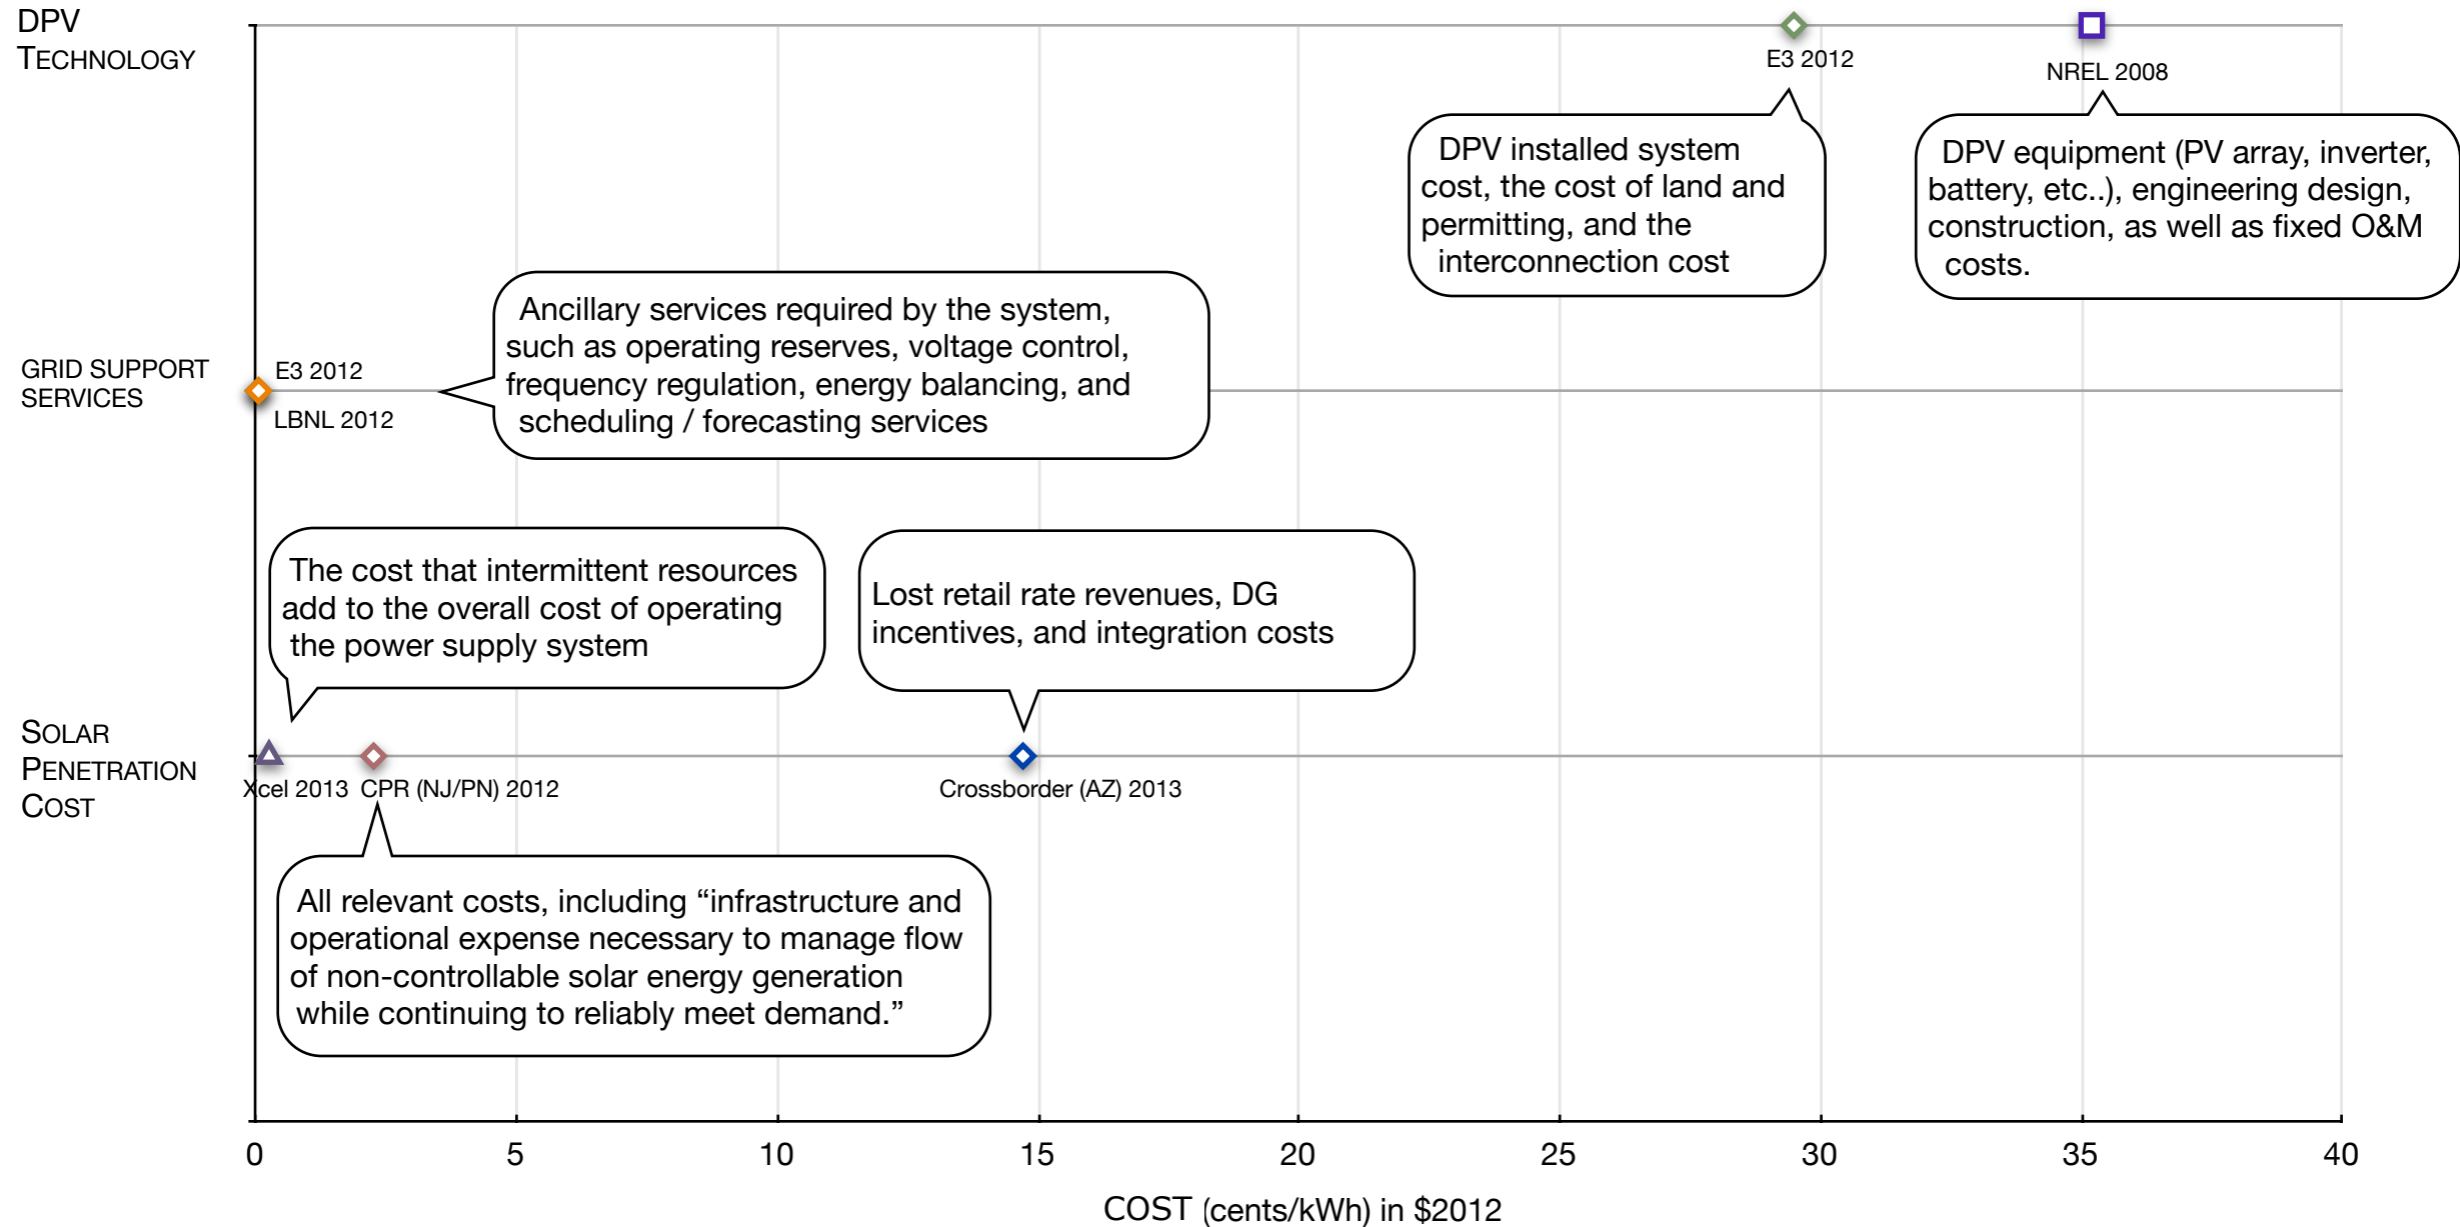 DPV
TECHNOLOGY
E3 2012
NREL 2008
DPV installed system
cost, the cost of land and
permitting, and the
interconnection cost
DPV equipment (PV array, inverter,
battery, etc..), engineering design,
construction, as well as fixed O&M
costs.
GRID SUPPORT
SERVICES
E3 2012
LBNL 2012
Ancillary services required by the system,
such as operating reserves, voltage control,
frequency regulation, energy balancing, and
scheduling / forecasting services
The cost that intermittent resources
add to the overall cost of operating
the power supply system
Lost retail rate revenues, DG
incentives, and integration costs
SOLAR
PENETRATION
COST
Xcel 2013
CPR (NJ/PN) 2012
Crossborder (AZ) 2013
All relevant costs, including “infrastructure and
operational expense necessary to manage flow
of non-controllable solar energy generation
while continuing to reliably meet demand.”
0 5 10 15 20 25 30 35 40
COST (cents/kWh) in $2012